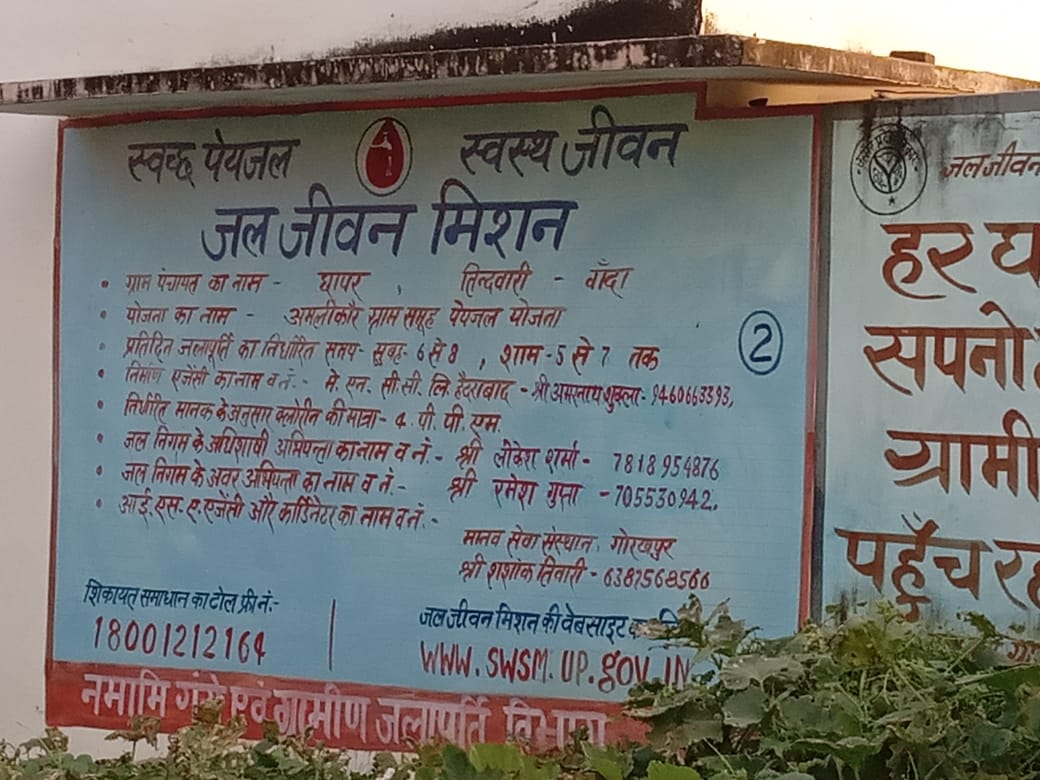 स्वच्छ पेयजल स्वस्थ जीवन
जल जीवन मिशन
• ग्राम पंचायत का नाम - घापर , तिन्दवारी - बाँदा
• योजना का नाम - अमलीकौर ग्राम समूह पेयजल योजना
• प्रतिदिन जलापूर्ति का निर्धारित समय- सुबह- 6 से 8 , शाम - 5 से 7 तक
• निर्माण एजेंसी का नाम व नं. - मे. एन. सी. सी. लि. हैदराबाद - श्री अमरनाथ शुक्ला - 9460663393,
• निर्धारित मानक के अनुसार क्लोरीन की मात्रा - 4. पी. पी. एम.
• जल निगम के अधिशाषी अभियन्ता का नाम व नं. - श्री लोकेश शर्मा - 7818954876
• जल निगम के अवर अभियन्ता का नाम व नं. - श्री रमेश गुप्ता - 705530942.
• आई. एस. ए. एजेंसी और कार्डिनेटर का नाम व नं. -
मानव सेवा संस्थान, गोरखपुर
श्री शशांक तिवारी - 6387568566
2
शिकायत समाधान का टोल फ्री नं. -
18001212164
जल जीवन मिशन की वेबसाइट
WWW. SWSM. UP. gov. IN
नमामि गंगे एवं ग्रामीण जलापूर्ति विभाग
जल जीवन
हर घ
सपनो
ग्रामी
पहुँच रह